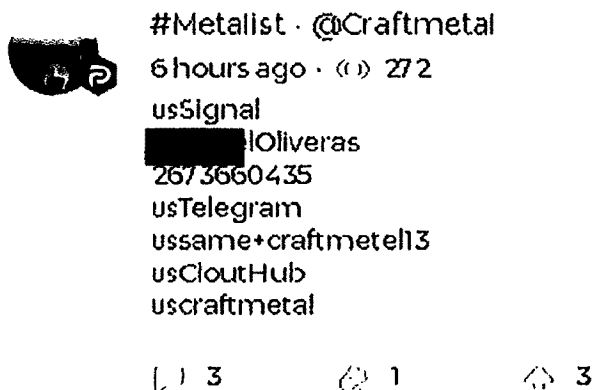 #Metalist · @Craftmetal
6 hours ago · 272
usSignal
lOliveras
2673660435
usTelegram
ussame+craftmetel13
usCloutHub
uscraftmetal
3 1 3